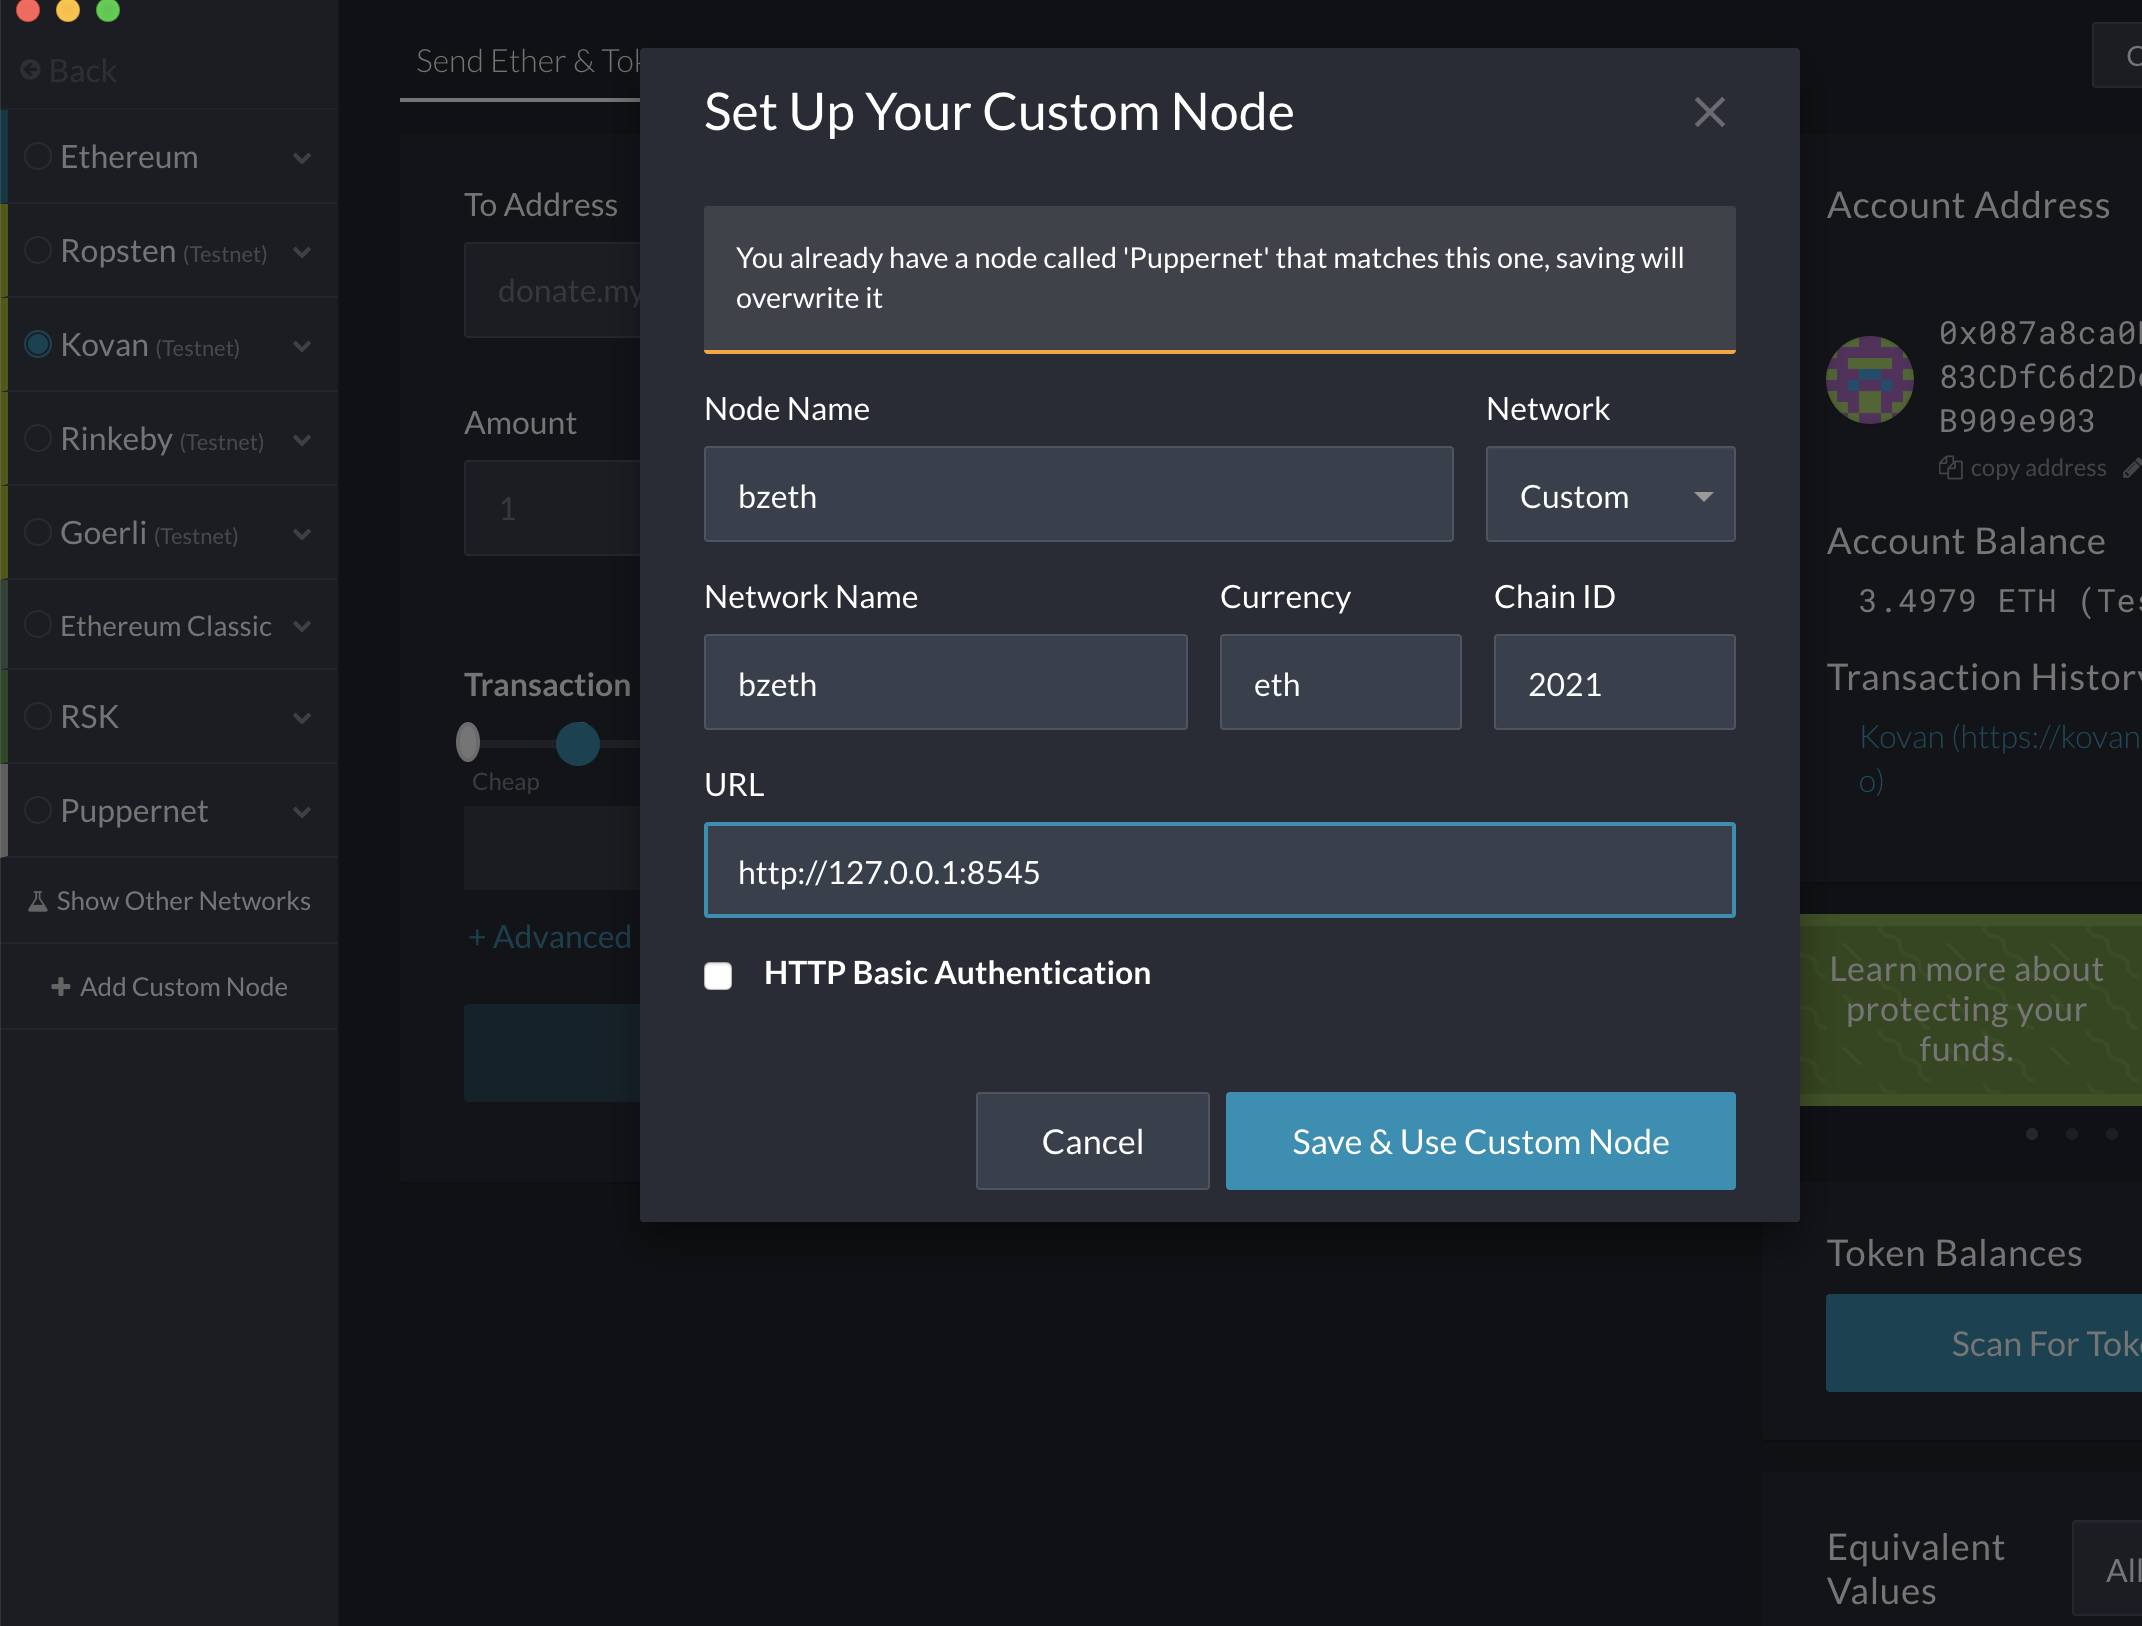 Back
Ethereum
Ropsten (Testnet)
Kovan (Testnet)
Rinkeby (Testnet)
Goerli (Testnet)
Ethereum Classic
RSK
Puppernet
Show Other Networks
Add Custom Node
Send Ether &
To Address
Amount
1
Transaction
Cheap
+ Advanced
Set Up Your Custom Node
You already have a node called 'Puppernet' that matches this one, saving will
overwrite it
Node Name
Network
bzeth
Custom
Network Name
Currency
Chain ID
bzeth
eth
2021
URL
http://127.0.0.1:8545
HTTP Basic Authentication
Cancel
Save & Use Custom Node
Account Address
0x087a8ca0
83CDfC6d2D
B909e903
copy address
Account Balance
3.4979 ETH (Tes
Transaction History
Kovan (https://kovan
o)
Learn more about
protecting your
funds.
Token Balances
Scan For Tok
Equivalent
Values
All